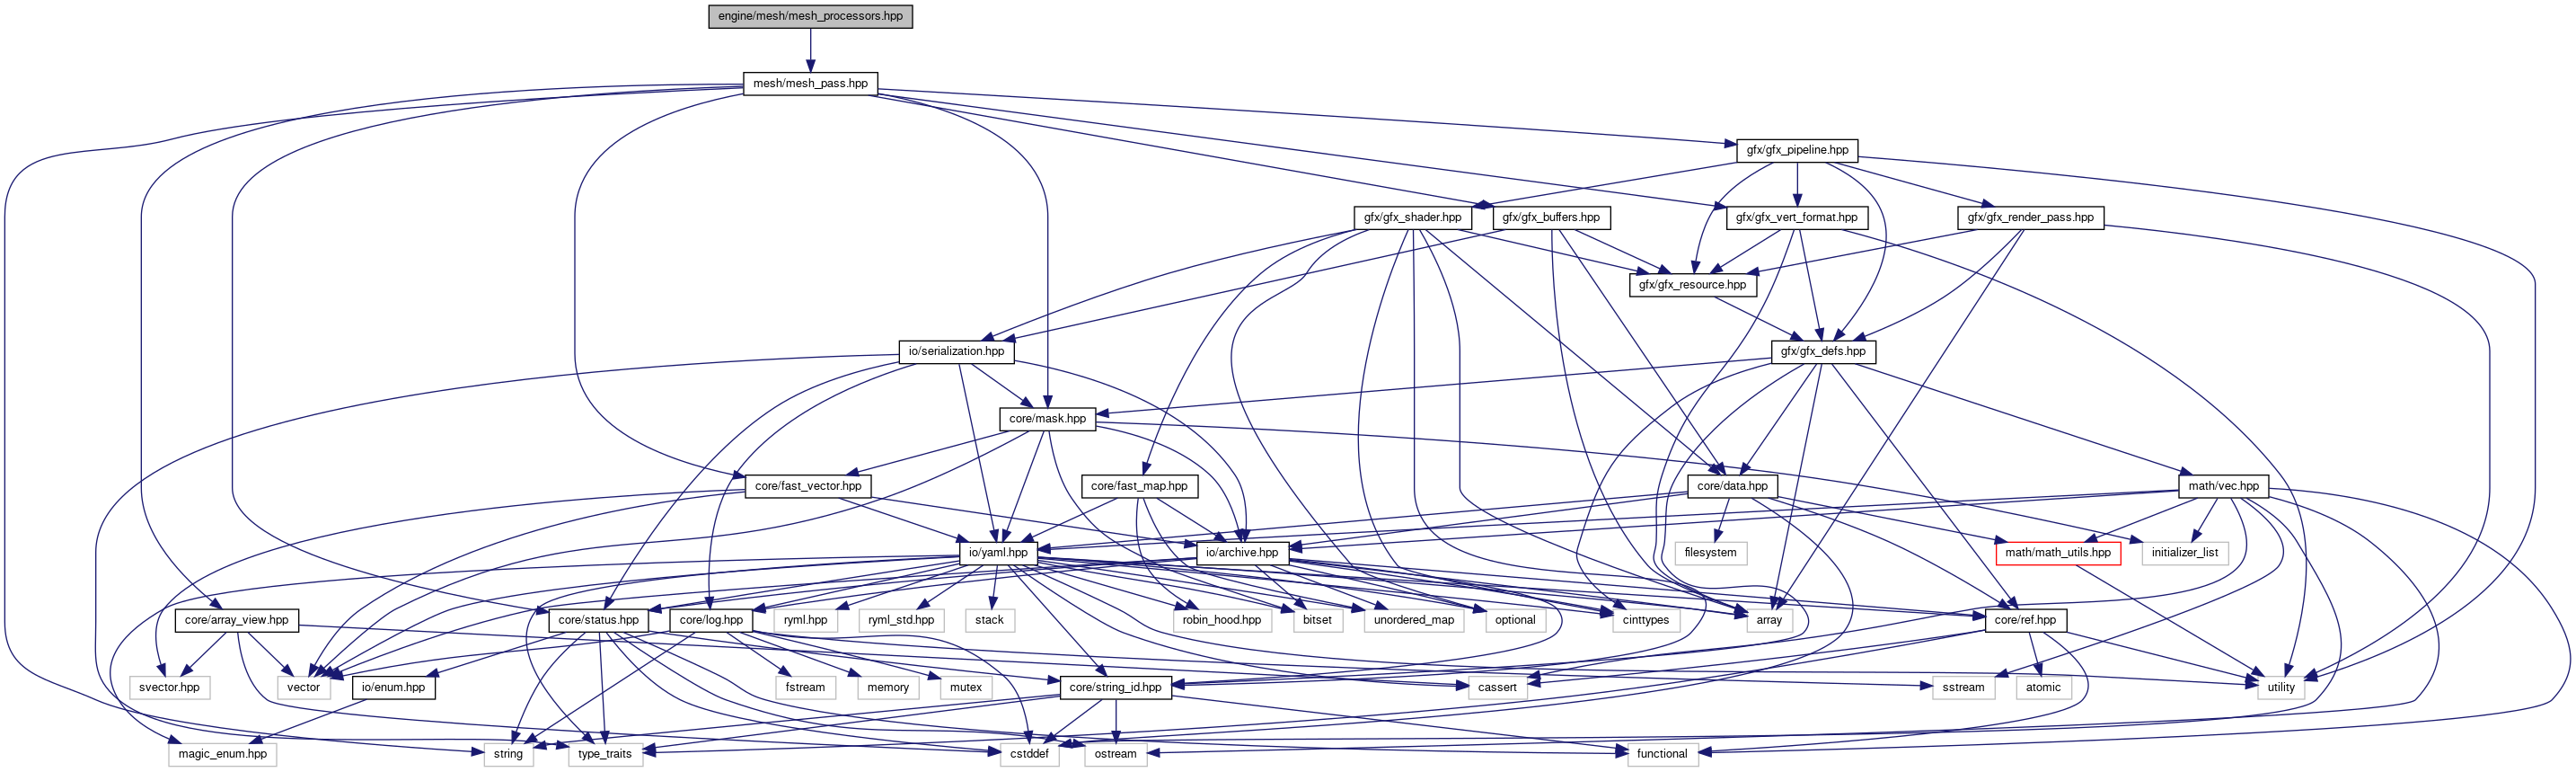 engine/mesh/mesh_processors.hpp
mesh/mesh_pass.hpp
gfx/gfx_pipeline.hpp
gfx/gfx_shader.hpp
gfx/gfx_buffers.hpp
gfx/gfx_vert_format.hpp
gfx/gfx_render_pass.hpp
gfx/gfx_resource.hpp
io/serialization.hpp
gfx/gfx_defs.hpp
core/mask.hpp
core/fast_vector.hpp
core/fast_map.hpp
core/data.hpp
math/vec.hpp
io/yaml.hpp
io/archive.hpp
filesystem
math/math_utils.hpp
initializer_list
core/array_view.hpp
core/status.hpp
core/log.hpp
ryml.hpp
ryml_std.hpp
stack
robin_hood.hpp
bitset
unordered_map
optional
cinttypes
array
core/ref.hpp
svector.hpp
vector
io/enum.hpp
fstream
memory
mutex
core/string_id.hpp
cassert
sstream
atomic
utility
magic_enum.hpp
string
type_traits
cstddef
ostream
functional